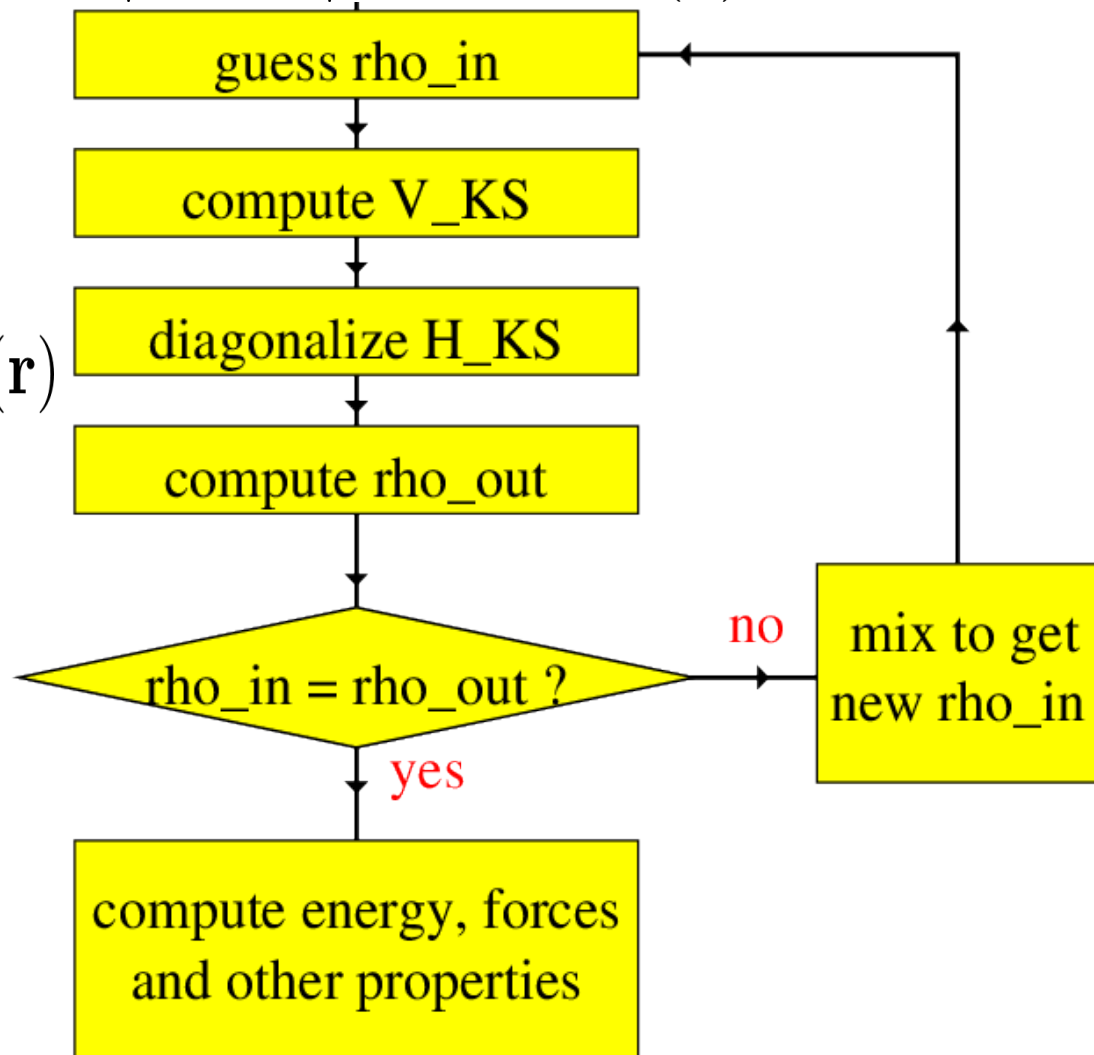 guess rho_in
compute V_KS
diagonalize H_KS
(r)
compute rho_out
rho_in = rho_out ?
no
mix to get
new rho_in
yes
compute energy, forces
and other properties